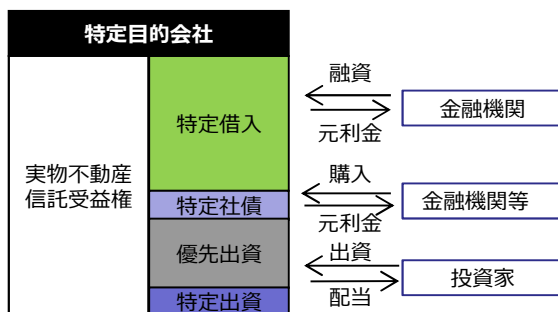 特定目的会社
実物不動産
信託受益権
特定借入
特定社債
優先出資
特定出資
融資
元利金
金融機関
購入
元利金
金融機関等
出資
配当
投資家